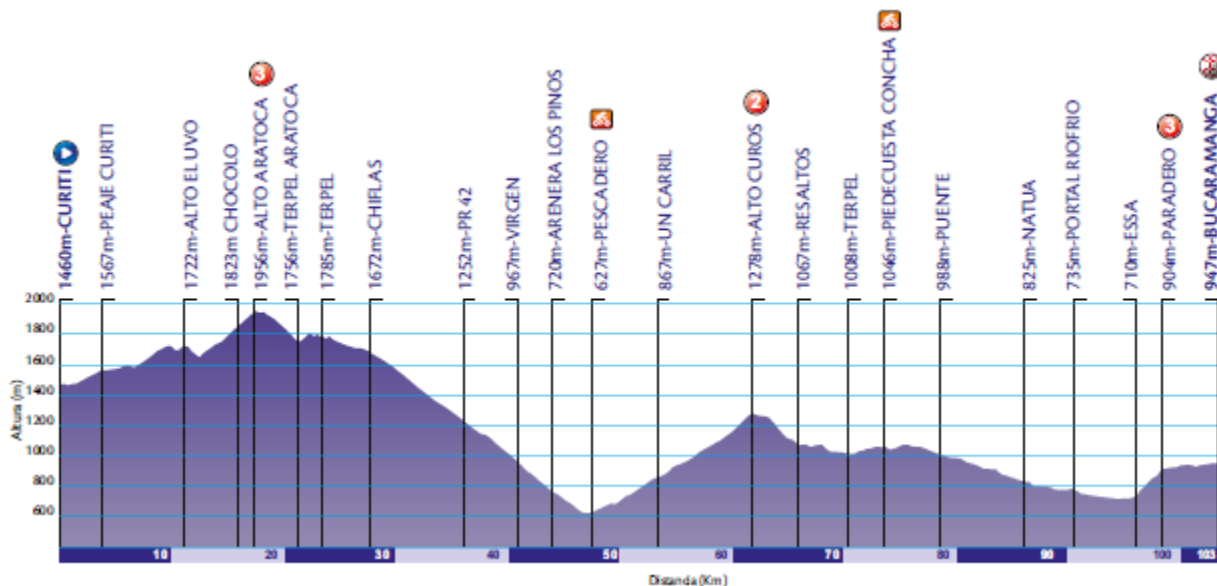 1460m-CURITI
1567m-PEAJE CURITI
1722m-ALTO EL UVO
1823m CHOCOLO
1956m-ALTO ARATOCA
3
1756m-TERPEL ARATOCA
1785m-TERPEL
1672m-CHIFLAS
1252m-PR 42
967m-VIRGEN
720m-ARENERA LOS PINOS
627m-PESCADERO
867m-UN CARRIL
1278m-ALTO CUROS
2
1067m-RESALTOS
1008m-TERPEL
1046m-PIEDECUESTA CONCHA
988m-PUENTE
825m-NATUA
735m-PORTAL RIOFRIO
710m-ESSA
904m-PARADERO
3
947m-BUCARAMANGA
Altura (m)
2000
1800
1600
1400
1200
1000
800
600
10 20 30 40 50 60 70 80 90 100 103
Distanda (Km)